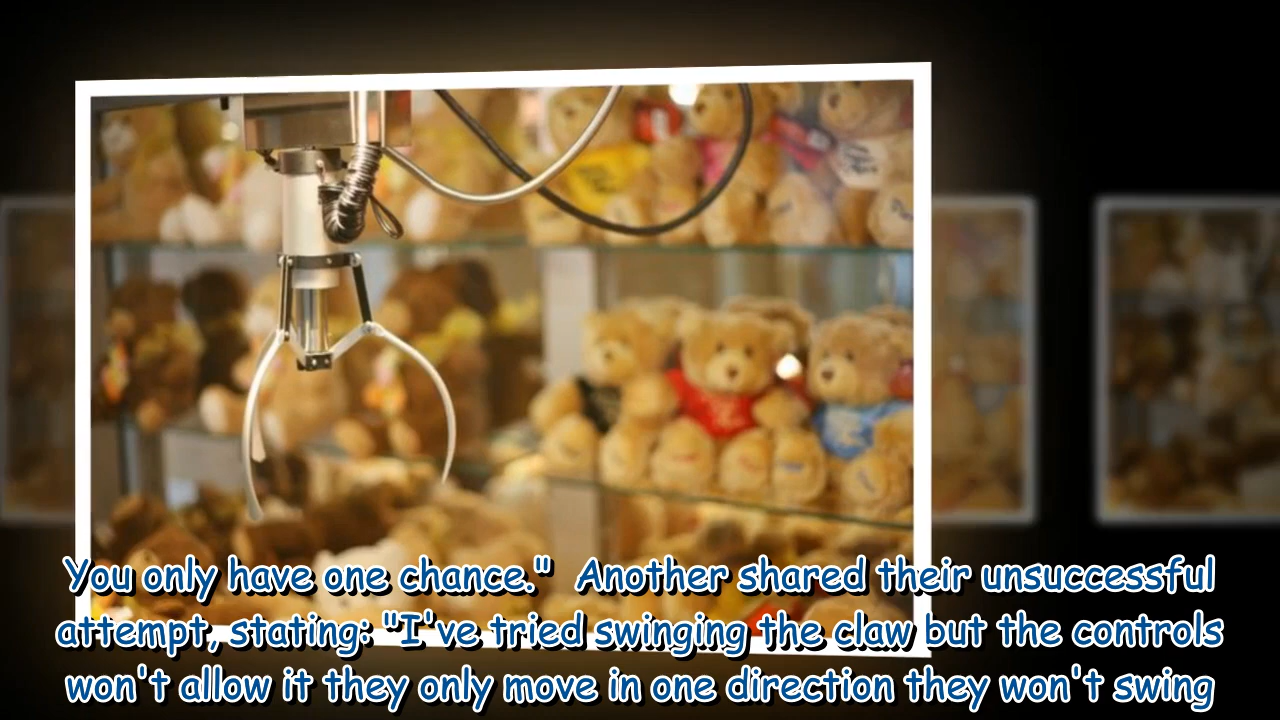 You only have one chance."  Another shared their unsuccessful
attempt, stating: "I've tried swinging the claw but the controls
won't allow it they only move in one direction they won't swing